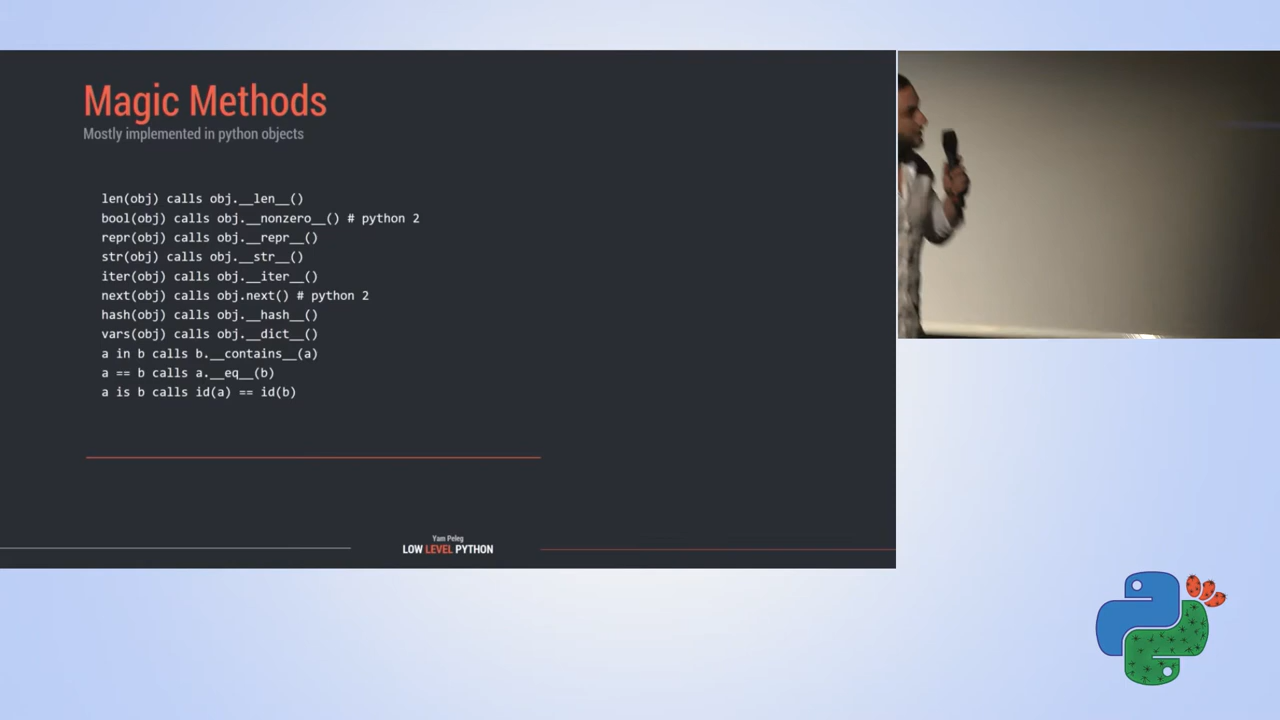 Magic Methods
Mostly implemented in python objects
len(obj) calls obj.__len__()
bool(obj) calls obj.__nonzero__() # python 2
repr(obj) calls obj.__repr__()
str(obj) calls obj.__str__()
iter(obj) calls obj.__iter__()
next(obj) calls obj.next() # python 2
hash(obj) calls obj.__hash__()
vars(obj) calls obj.__dict__()
a in b calls b.__contains__(a)
a == b calls a.__eq__(b)
a is b calls id(a) == id(b)
Yam Peleg
LOW LEVEL PYTHON